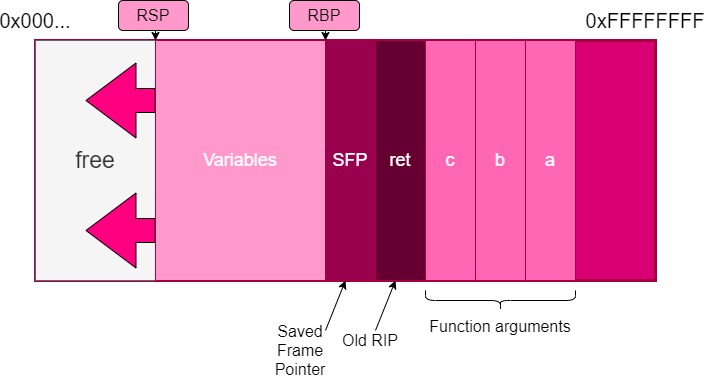 RSP
RBP
0x000...
0xFFFFFFFF
free
Variables
SFP
ret
c
b
a
Saved
Frame
Pointer
Old RIP
Function arguments